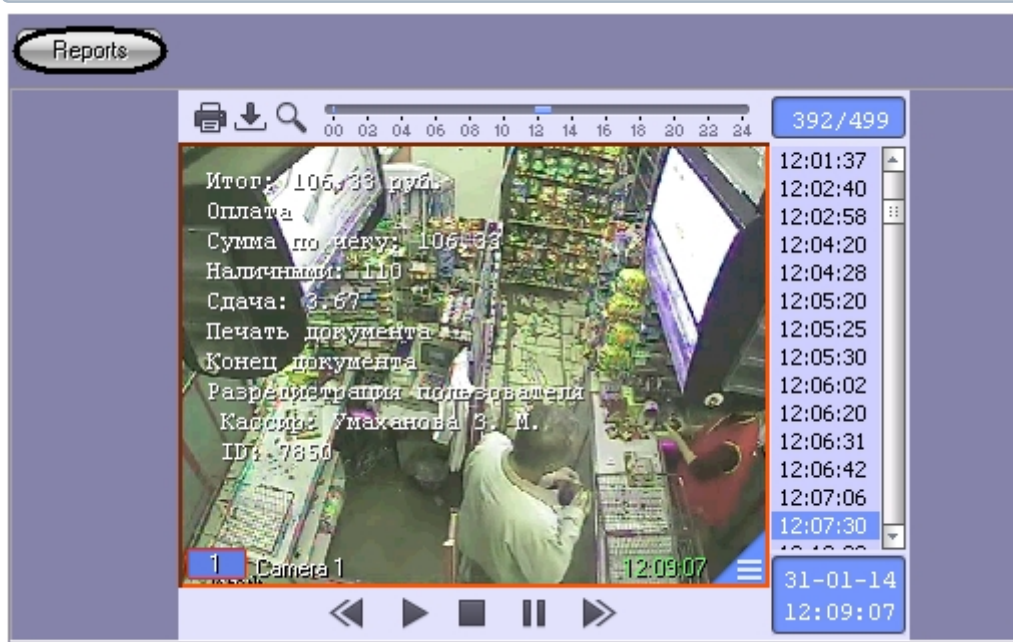 Reports
00 02 04 06 08 10 12 14 16 18 20 22 24
392/499
Итог: 106,33 руб.
Оплата
Сумма по чеку: 106,33
Наличными: 110
Сдача: 3.67
Печать документа
Конец документа
Разрегистрация пользователя
Кассир: Умаханова З. М.
ID: 7850
1 Camera 1 12:09:07
12:01:37
12:02:40
12:02:58
12:04:20
12:04:28
12:05:20
12:05:25
12:05:30
12:06:02
12:06:20
12:06:31
12:06:42
12:07:06
12:07:30
31-01-14
12:09:07